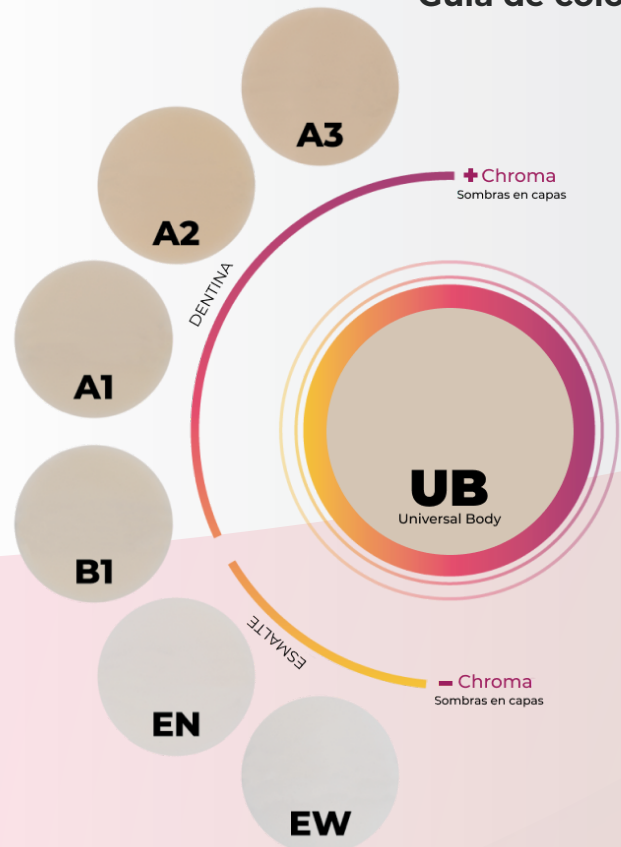 A3
+ Chroma
Sombras en capas
A2
DENTINA
A1
UB
Universal Body
B1
ESMALTE
- Chroma
Sombras en capas
EN
EW